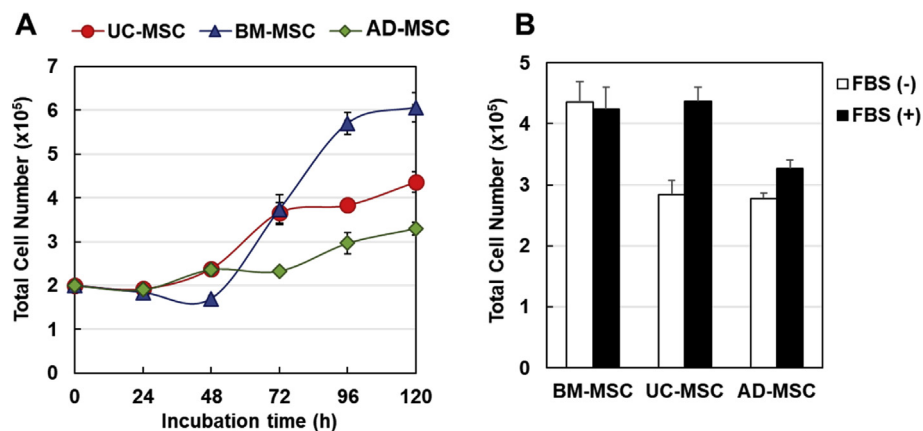 A
UC-MSC BM-MSC AD-MSC
Total Cell Number (x10⁵)
7
6
5
4
3
2
1
0
0 24 48 72 96 120
Incubation time (h)
B
FBS (-)
FBS (+)
Total Cell Number (x10⁵)
5
4
3
2
1
0
BM-MSC UC-MSC AD-MSC